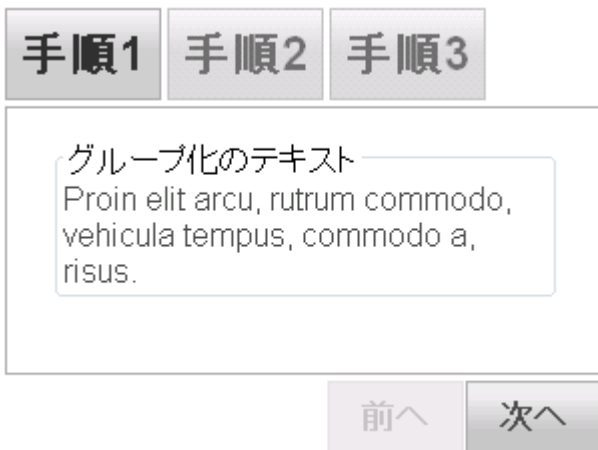 手順1 手順2 手順3
グループ化のテキスト
Proin elit arcu, rutrum commodo,
vehicula tempus, commodo a,
risus.
前へ 次へ